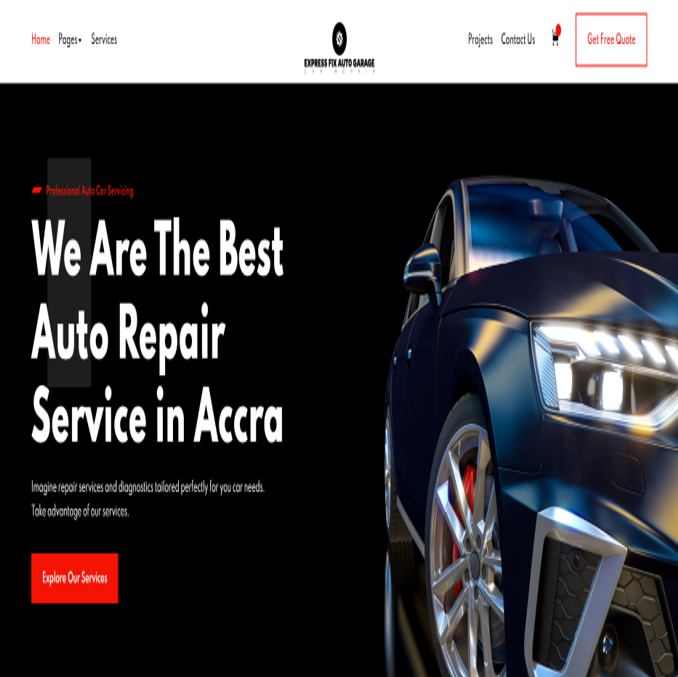 Home Pages Services
EXPRESS FIX AUTO GARAGE
CAR REPAIR
Projects Contact Us
Get Free Quote
Professional Auto Car Servicing
We Are The Best
Auto Repair
Service in Accra
Imagine repair services and diagnostics tailored perfectly for you car needs.
Take advantage of our services.
Explore Our Services